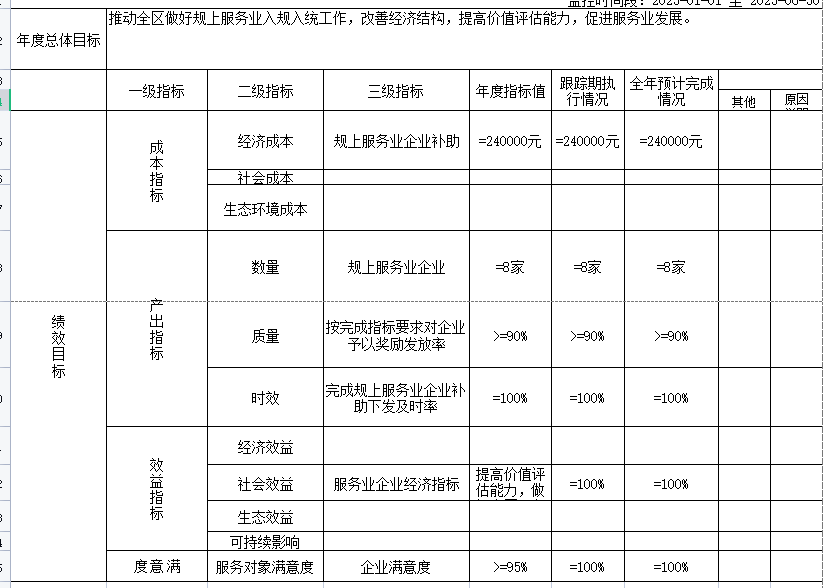 推动全区做好规上服务业入规入统工作，改善经济结构，提高价值评估能力，促进服务业发展。
年度总体目标
一级指标 二级指标 三级指标 年度指标值 跟踪期执行情况 全年预计完成情况 其他 原因
绩效目标
成本指标
经济成本 规上服务业企业补助 =240000元 =240000元 =240000元
社会成本
生态环境成本
产出指标
数量 规上服务业企业 =8家 =8家 =8家
质量 按完成指标要求对企业予以奖励发放率 >=90% >=90% >=90%
时效 完成规上服务业企业补助下发及时率 =100% =100% =100%
效益指标
经济效益
社会效益 服务业企业经济指标 提高价值评估能力，做 =100% =100%
生态效益
可持续影响
度意满 服务对象满意度 企业满意度 >=95% =100% =100%